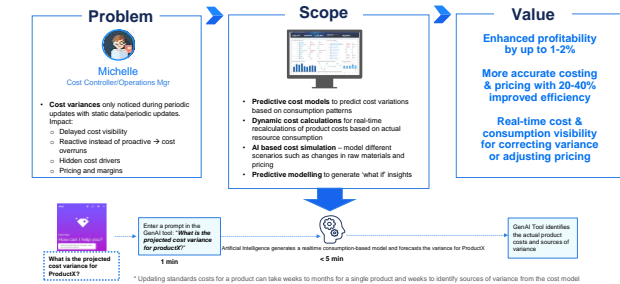 Problem
Scope
Value
Michelle
Cost Controller/Operations Mgr
• Cost variances only noticed during periodic
updates with static data/periodic updates.
Impact:
o Delayed cost visibility
o Reactive instead of proactive → cost
overruns
o Hidden cost drivers
o Pricing and margins
• Predictive cost models to predict cost variations
based on consumption patterns
• Dynamic cost calculations for real-time
recalculations of product costs based on actual
resource consumption
• AI based cost simulation – model different
scenarios such as changes in raw materials and
pricing
• Predictive modelling to generate 'what if' insights
Enhanced profitability
by up to 1-2%
More accurate costing
& pricing with 20-40%
improved efficiency
Real-time cost &
consumption visibility
for correcting variance
or adjusting pricing
How can I help you?
What is the projected
cost variance for
ProductX?
Enter a prompt in the
GenAI tool: "What is the
projected cost variance
for productX?"
1 min
Artificial Intelligence generates a realtime consumption-based model and forecasts the variance for ProductX
< 5 min
GenAI Tool identifies
the actual product
costs and sources of
variance
* Updating standards costs for a product can take weeks to months for a single product and weeks to identify sources of variance from the cost model